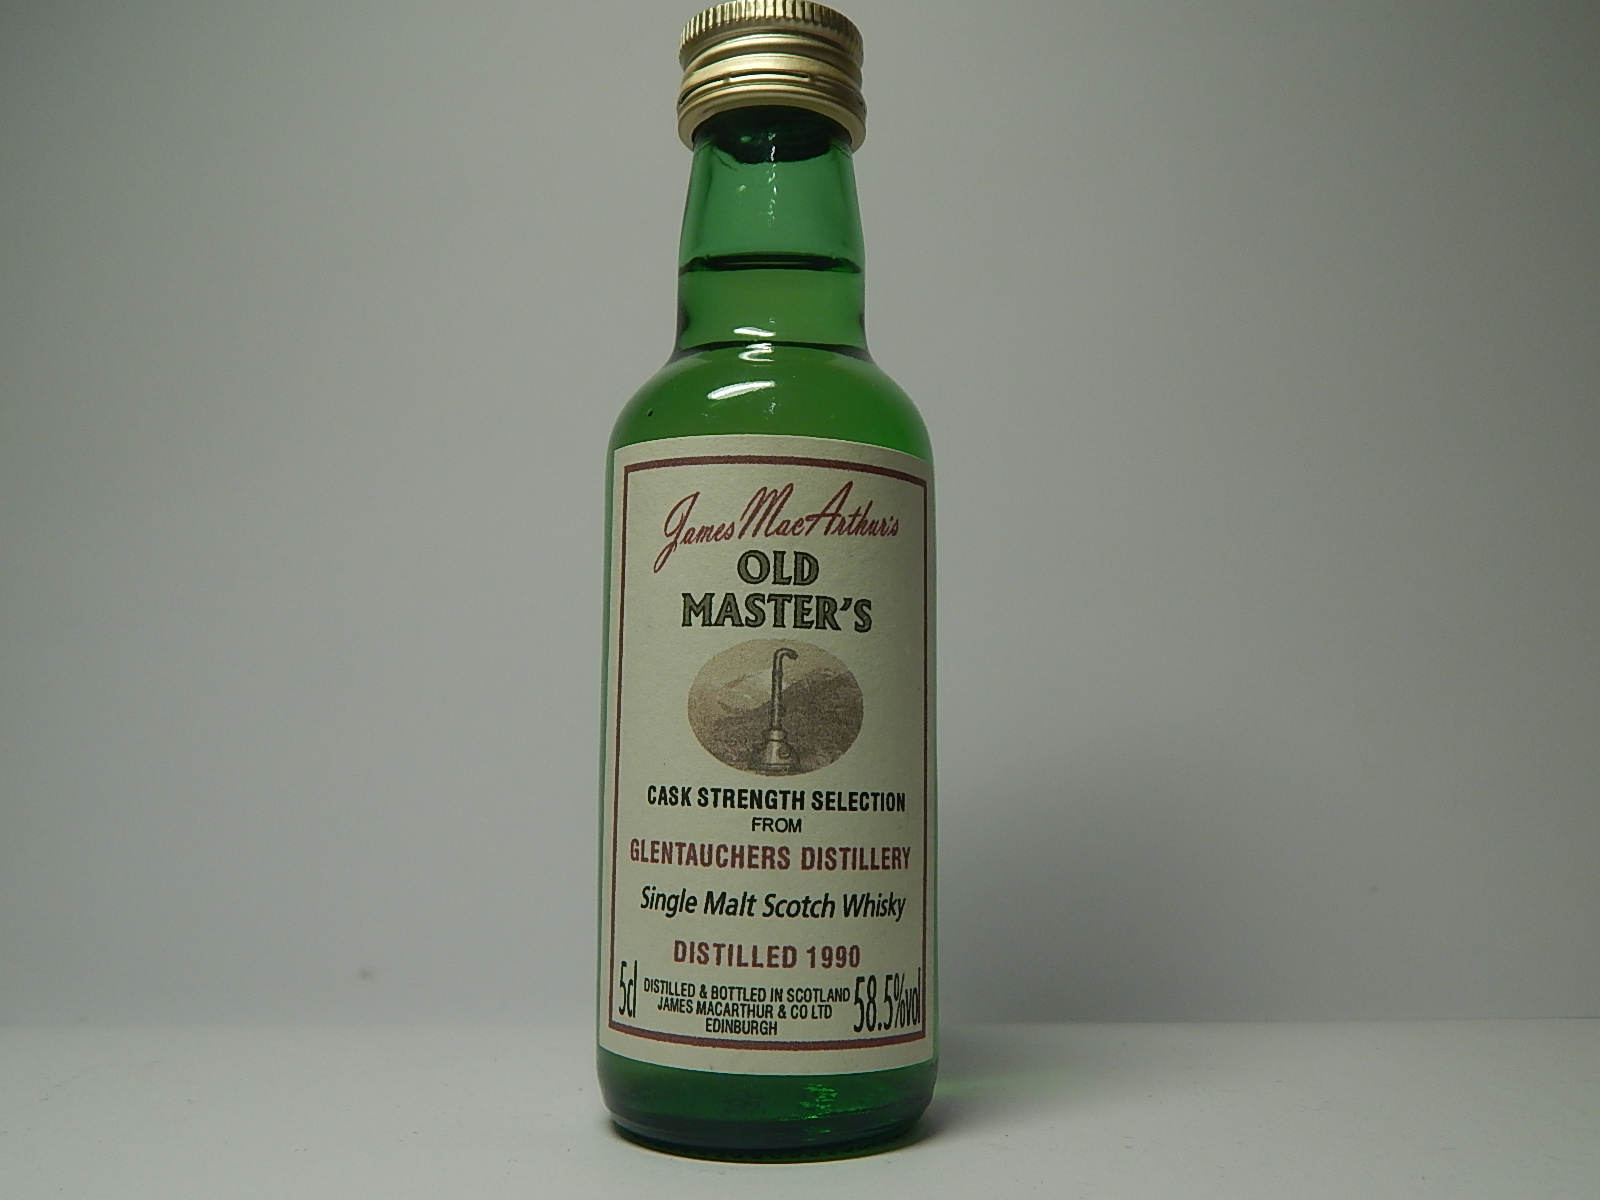 James MacArthur's
OLD
MASTER'S
CASK STRENGTH SELECTION
FROM
GLENTAUCHERS DISTILLERY
Single Malt Scotch Whisky
DISTILLED 1990
5cl DISTILLED & BOTTLED IN SCOTLAND 58.5%vol
JAMES MACARTHUR & CO LTD
EDINBURGH